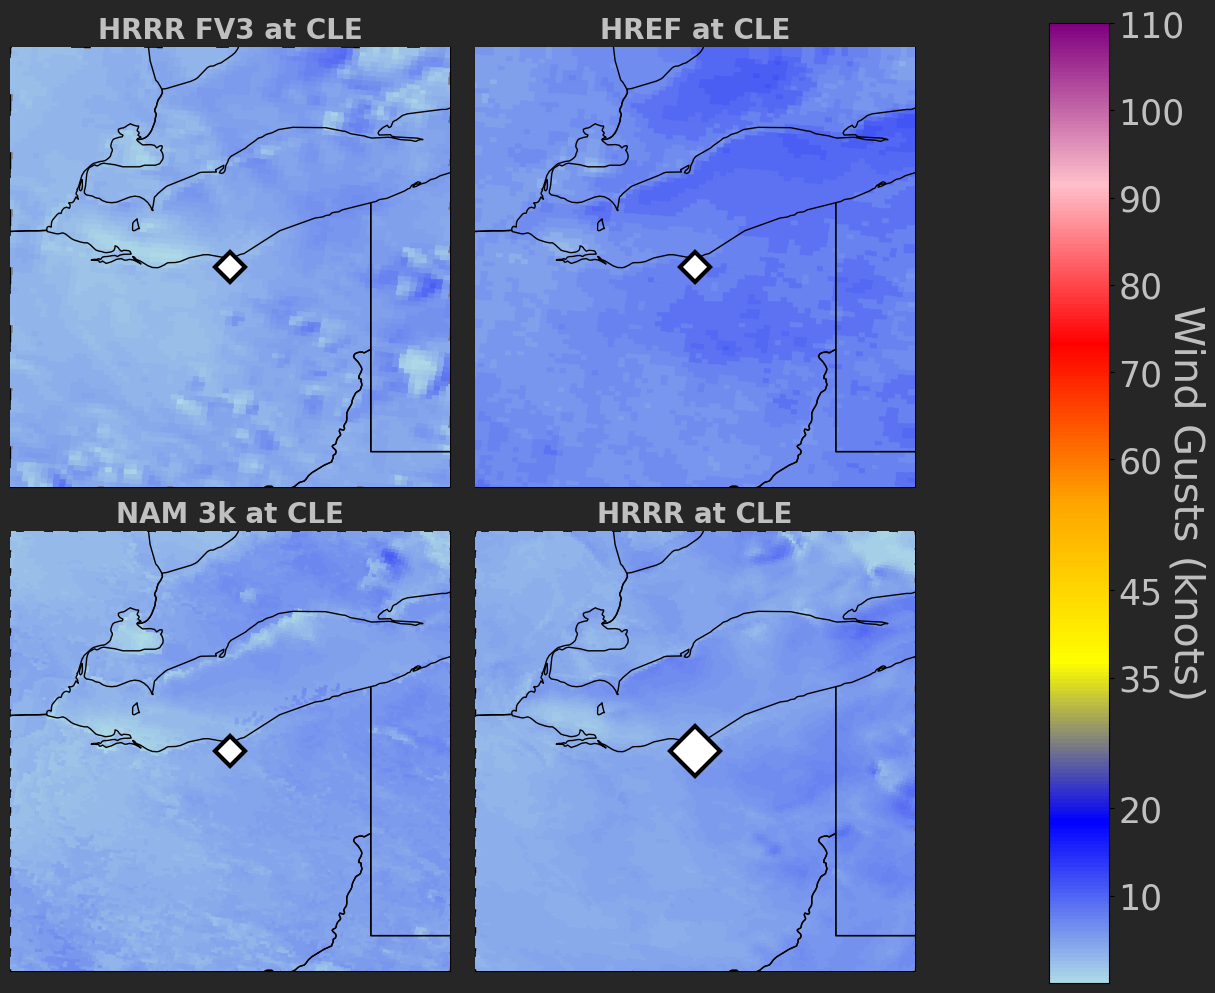 HRRR FV3 at CLE
HREF at CLE
NAM 3k at CLE
HRRR at CLE
110
100
90
80
70
60
45
35
20
10
Wind Gusts (knots)